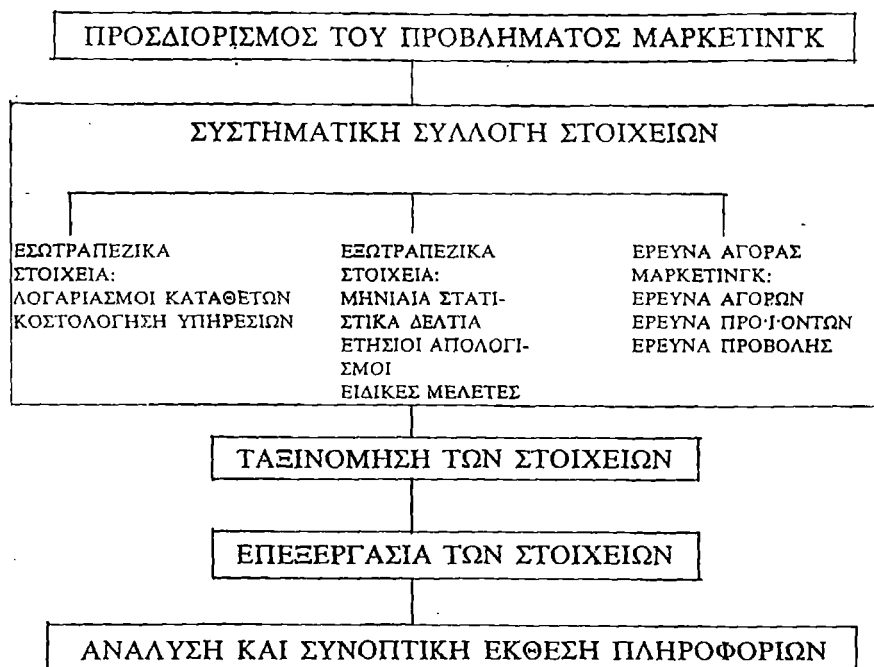 ΠΡΟΣΔΙΟΡΙΣΜΟΣ ΤΟΥ ΠΡΟΒΛΗΜΑΤΟΣ ΜΑΡΚΕΤΙΝΓΚ
ΣΥΣΤΗΜΑΤΙΚΗ ΣΥΛΛΟΓΗ ΣΤΟΙΧΕΙΩΝ
ΕΣΩΤΡΑΠΕΖΙΚΑ
ΣΤΟΙΧΕΙΑ:
ΛΟΓΑΡΙΑΣΜΟΙ ΚΑΤΑΘΕΤΩΝ
ΚΟΣΤΟΛΟΓΗΣΗ ΥΠΗΡΕΣΙΩΝ
ΕΞΩΤΡΑΠΕΖΙΚΑ
ΣΤΟΙΧΕΙΑ:
ΜΗΝΙΑΙΑ ΣΤΑΤΙ-
ΣΤΙΚΑ ΔΕΛΤΙΑ
ΕΤΗΣΙΟΙ ΑΠΟΛΟΓΙ-
ΣΜΟΙ
ΕΙΔΙΚΕΣ ΜΕΛΕΤΕΣ
ΕΡΕΥΝΑ ΑΓΟΡΑΣ
ΜΑΡΚΕΤΙΝΓΚ:
ΕΡΕΥΝΑ ΑΓΟΡΩΝ
ΕΡΕΥΝΑ ΠΡΟ·Ι·ΟΝΤΩΝ
ΕΡΕΥΝΑ ΠΡΟΒΟΛΗΣ
ΤΑΞΙΝΟΜΗΣΗ ΤΩΝ ΣΤΟΙΧΕΙΩΝ
ΕΠΕΞΕΡΓΑΣΙΑ ΤΩΝ ΣΤΟΙΧΕΙΩΝ
ΑΝΑΛΥΣΗ ΚΑΙ ΣΥΝΟΠΤΙΚΗ ΕΚΘΕΣΗ ΠΛΗΡΟΦΟΡΙΩΝ